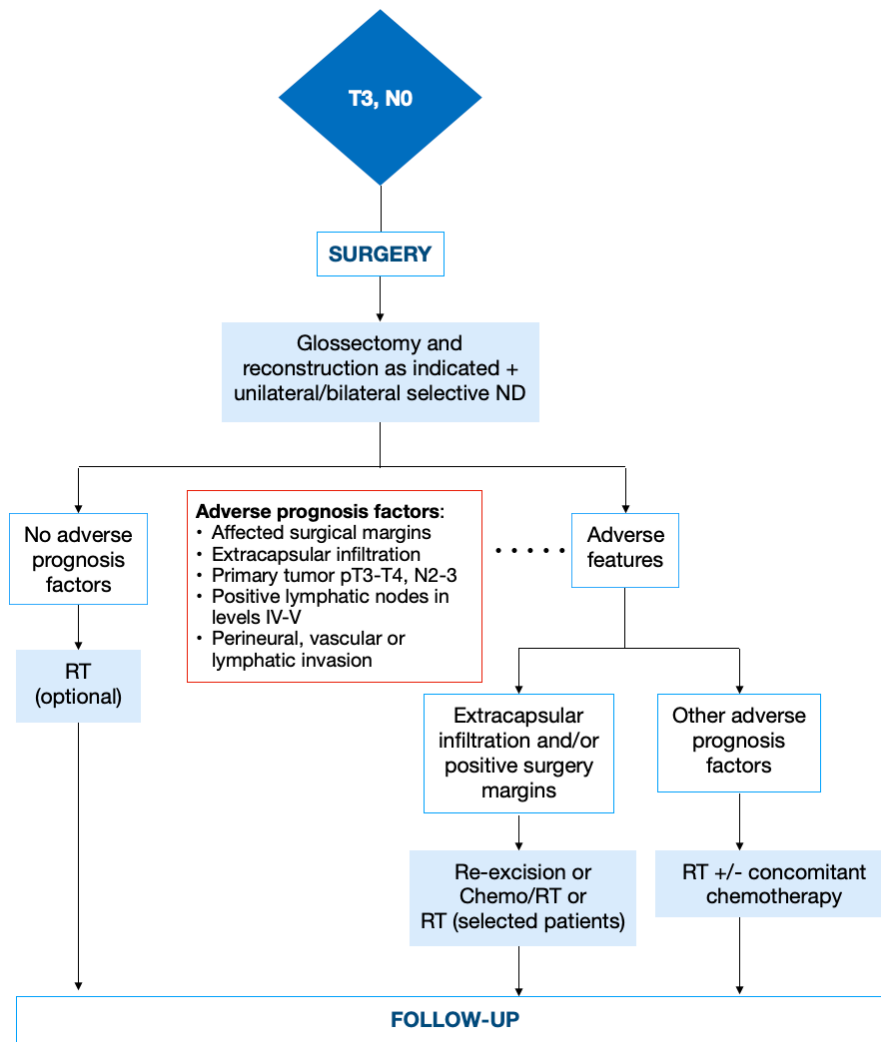 T3, N0
SURGERY
Glossectomy and
reconstruction as indicated +
unilateral/bilateral selective ND
No adverse
prognosis
factors
Adverse prognosis factors:
• Affected surgical margins
• Extracapsular infiltration
• Primary tumor pT3-T4, N2-3
• Positive lymphatic nodes in
levels IV-V
• Perineural, vascular or
lymphatic invasion
Adverse
features
RT
(optional)
Extracapsular
infiltration and/or
positive surgery
margins
Other adverse
prognosis
factors
Re-excision or
Chemo/RT or
RT (selected patients)
RT +/- concomitant
chemotherapy
FOLLOW-UP